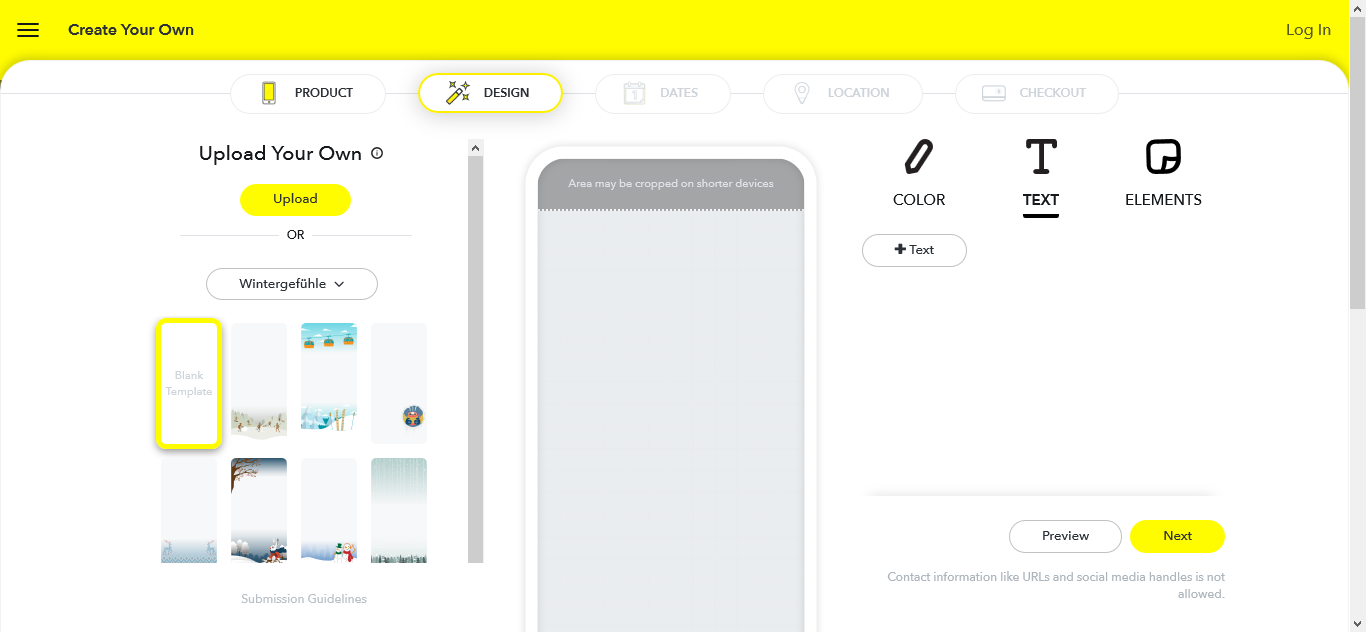 Create Your Own
Log In
PRODUCT
DESIGN
1
DATES
LOCATION
CHECKOUT
Upload Your Own
Upload
OR
Wintergefühle
Blank
Template
Submission Guidelines
Area may be cropped on shorter devices
COLOR
TEXT
ELEMENTS
+ Text
Preview
Next
Contact information like URLs and social media handles is not
allowed.